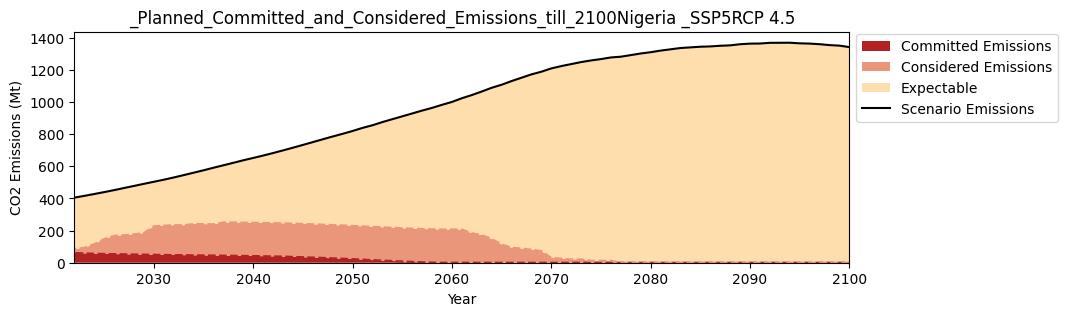 _Planned_Committed_and_Considered_Emissions_till_2100Nigeria _SSP5RCP 4.5
CO2 Emissions (Mt)
1400
1200
1000
800
600
400
200
0
2030 2040 2050 2060 2070 2080 2090 2100
Year
Committed Emissions
Considered Emissions
Expectable
Scenario Emissions